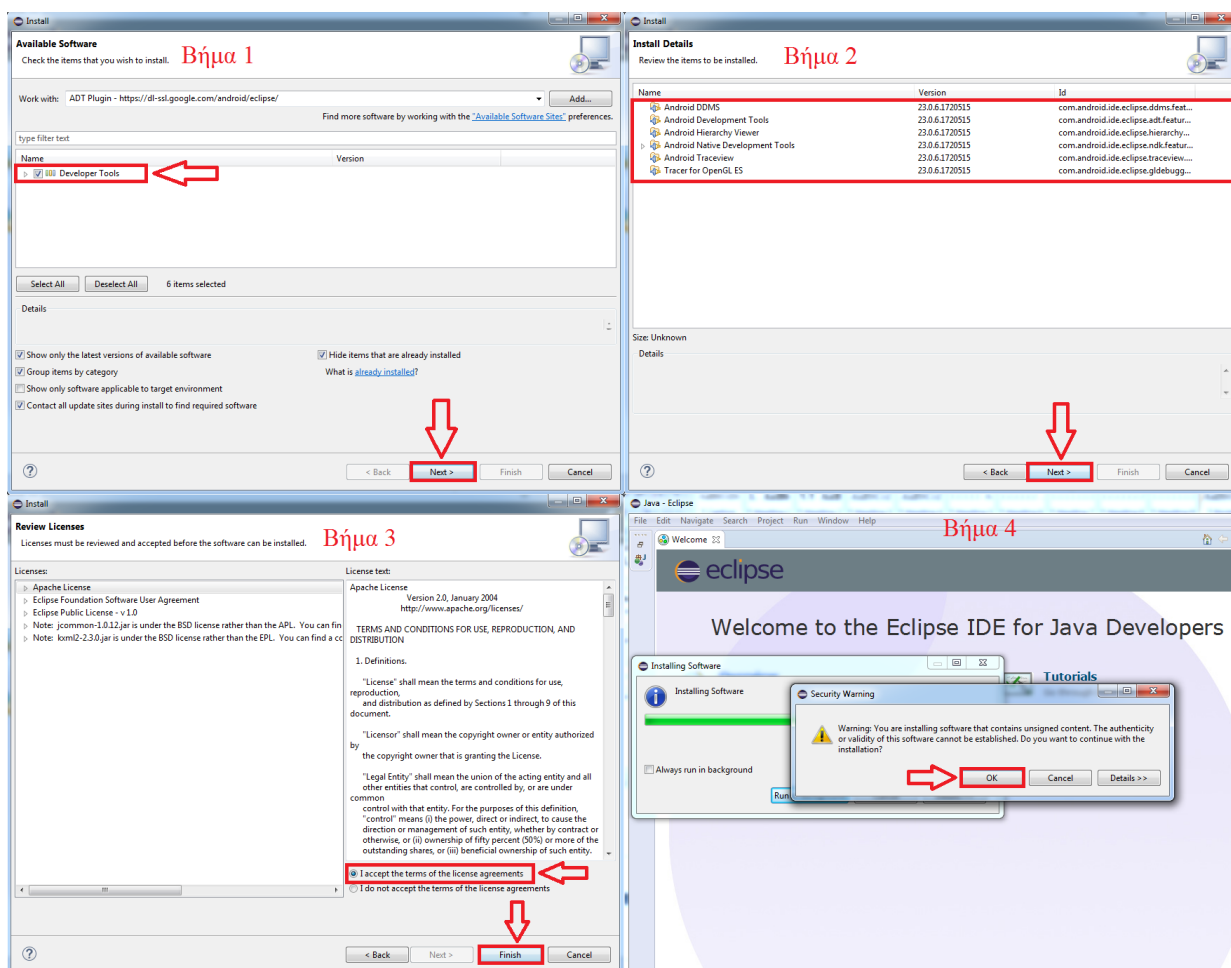 Install
Available Software
Check the items that you wish to install.
Βήμα 1
Work with: ADT Plugin - https://dl-ssl.google.com/android/eclipse/
Add...
Find more software by working with the "Available Software Sites" preferences.
type filter text
Name Version
Developer Tools
Select All Deselect All 6 items selected
Details
Show only the latest versions of available software Hide items that are already installed
Group items by category What is already installed?
Show only software applicable to target environment
Contact all update sites during install to find required software
< Back Next > Finish Cancel
Install
Install Details
Review the items to be installed.
Βήμα 2
Name Version Id
Android DDMS 23.0.6.1720515 com.android.ide.eclipse.ddms.feat...
Android Development Tools 23.0.6.1720515 com.android.ide.eclipse.adt.featur...
Android Hierarchy Viewer 23.0.6.1720515 com.android.ide.eclipse.hierarchy...
Android Native Development Tools 23.0.6.1720515 com.android.ide.eclipse.ndk.featur...
Android Traceview 23.0.6.1720515 com.android.ide.eclipse.traceview....
Tracer for OpenGL ES 23.0.6.1720515 com.android.ide.eclipse.gldebugg...
Size: Unknown
Details
< Back Next > Finish Cancel
Install
Review Licenses
Licenses must be reviewed and accepted before the software can be installed.
Βήμα 3
Licenses:
Apache License
Eclipse Foundation Software User Agreement
Eclipse Public License - v 1.0
Note: jcommon-1.0.12.jar is under the BSD license rather than the APL. You can fin
Note: kxml2-2.3.0.jar is under the BSD license rather than the EPL. You can find a cc
License text:
Apache License
Version 2.0, January 2004
http://www.apache.org/licenses/
TERMS AND CONDITIONS FOR USE, REPRODUCTION, AND
DISTRIBUTION
1. Definitions.
"License" shall mean the terms and conditions for use,
reproduction,
and distribution as defined by Sections 1 through 9 of this
document.
"Licensor" shall mean the copyright owner or entity authorized
by
the copyright owner that is granting the License.
"Legal Entity" shall mean the union of the acting entity and all
other entities that control, are controlled by, or are under
common
control with that entity. For the purposes of this definition,
"control" means (i) the power, direct or indirect, to cause the
direction or management of such entity, whether by contract or
otherwise, or (ii) ownership of fifty percent (50%) or more of the
outstanding shares, or (iii) beneficial ownership of such entity.
I accept the terms of the license agreements
I do not accept the terms of the license agreements
< Back Next > Finish Cancel
Java - Eclipse
File Edit Navigate Search Project Run Window Help
Βήμα 4
Welcome
eclipse
Welcome to the Eclipse IDE for Java Developers
Tutorials
Installing Software
Installing Software
Always run in background
Run
Security Warning
Warning: You are installing software that contains unsigned content. The authenticity
or validity of this software cannot be established. Do you want to continue with the
installation?
OK Cancel Details >>